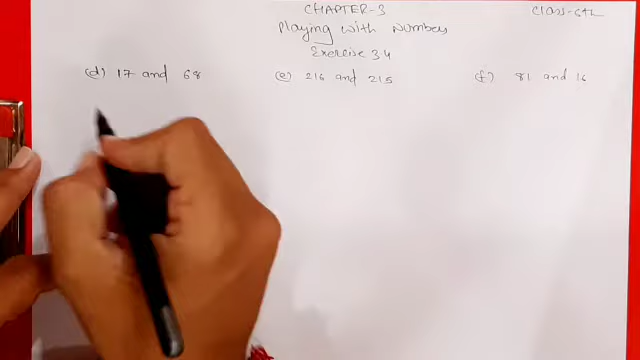 CHAPTER-3
Class-6th
Playing with Numbers
Exercise 3.4
(d) 17 and 68
(e) 216 and 215
(f) 81 and 16